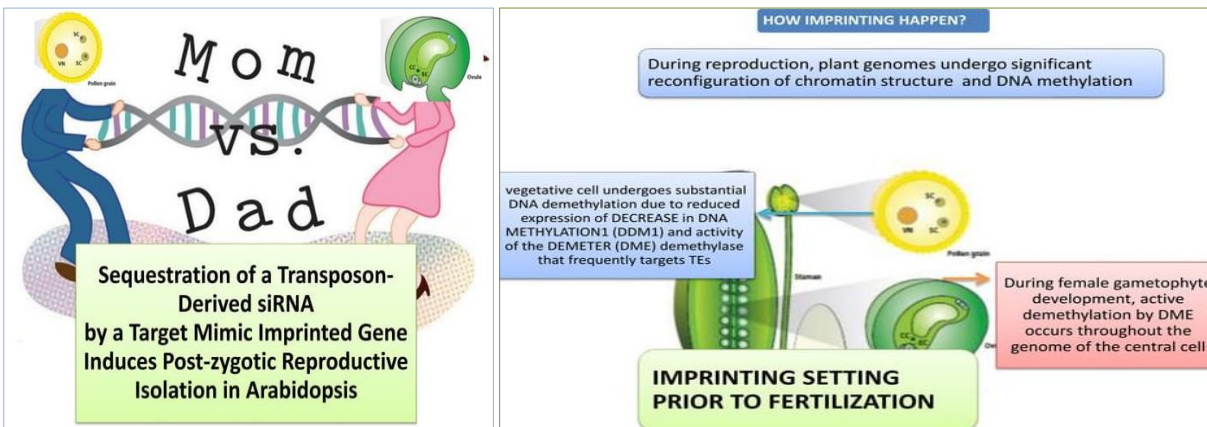 Mom
vs.
Dad
SC
VN
SC
Pollen grain
CC
Ovule
Sequestration of a Transposon-
Derived siRNA
by a Target Mimic Imprinted Gene
Induces Post-zygotic Reproductive
Isolation in Arabidopsis
HOW IMPRINTING HAPPEN?
During reproduction, plant genomes undergo significant
reconfiguration of chromatin structure and DNA methylation
vegetative cell undergoes substantial
DNA demethylation due to reduced
expression of DECREASE in DNA
METHYLATION1 (DDM1) and activity
of the DEMETER (DME) demethylase
that frequently targets TEs
SC
VN
SC
Pollen grain
Stamen
CC
During female gametophyte
development, active
demethylation by DME
occurs throughout the
genome of the central cell
IMPRINTING SETTING
PRIOR TO FERTILIZATION